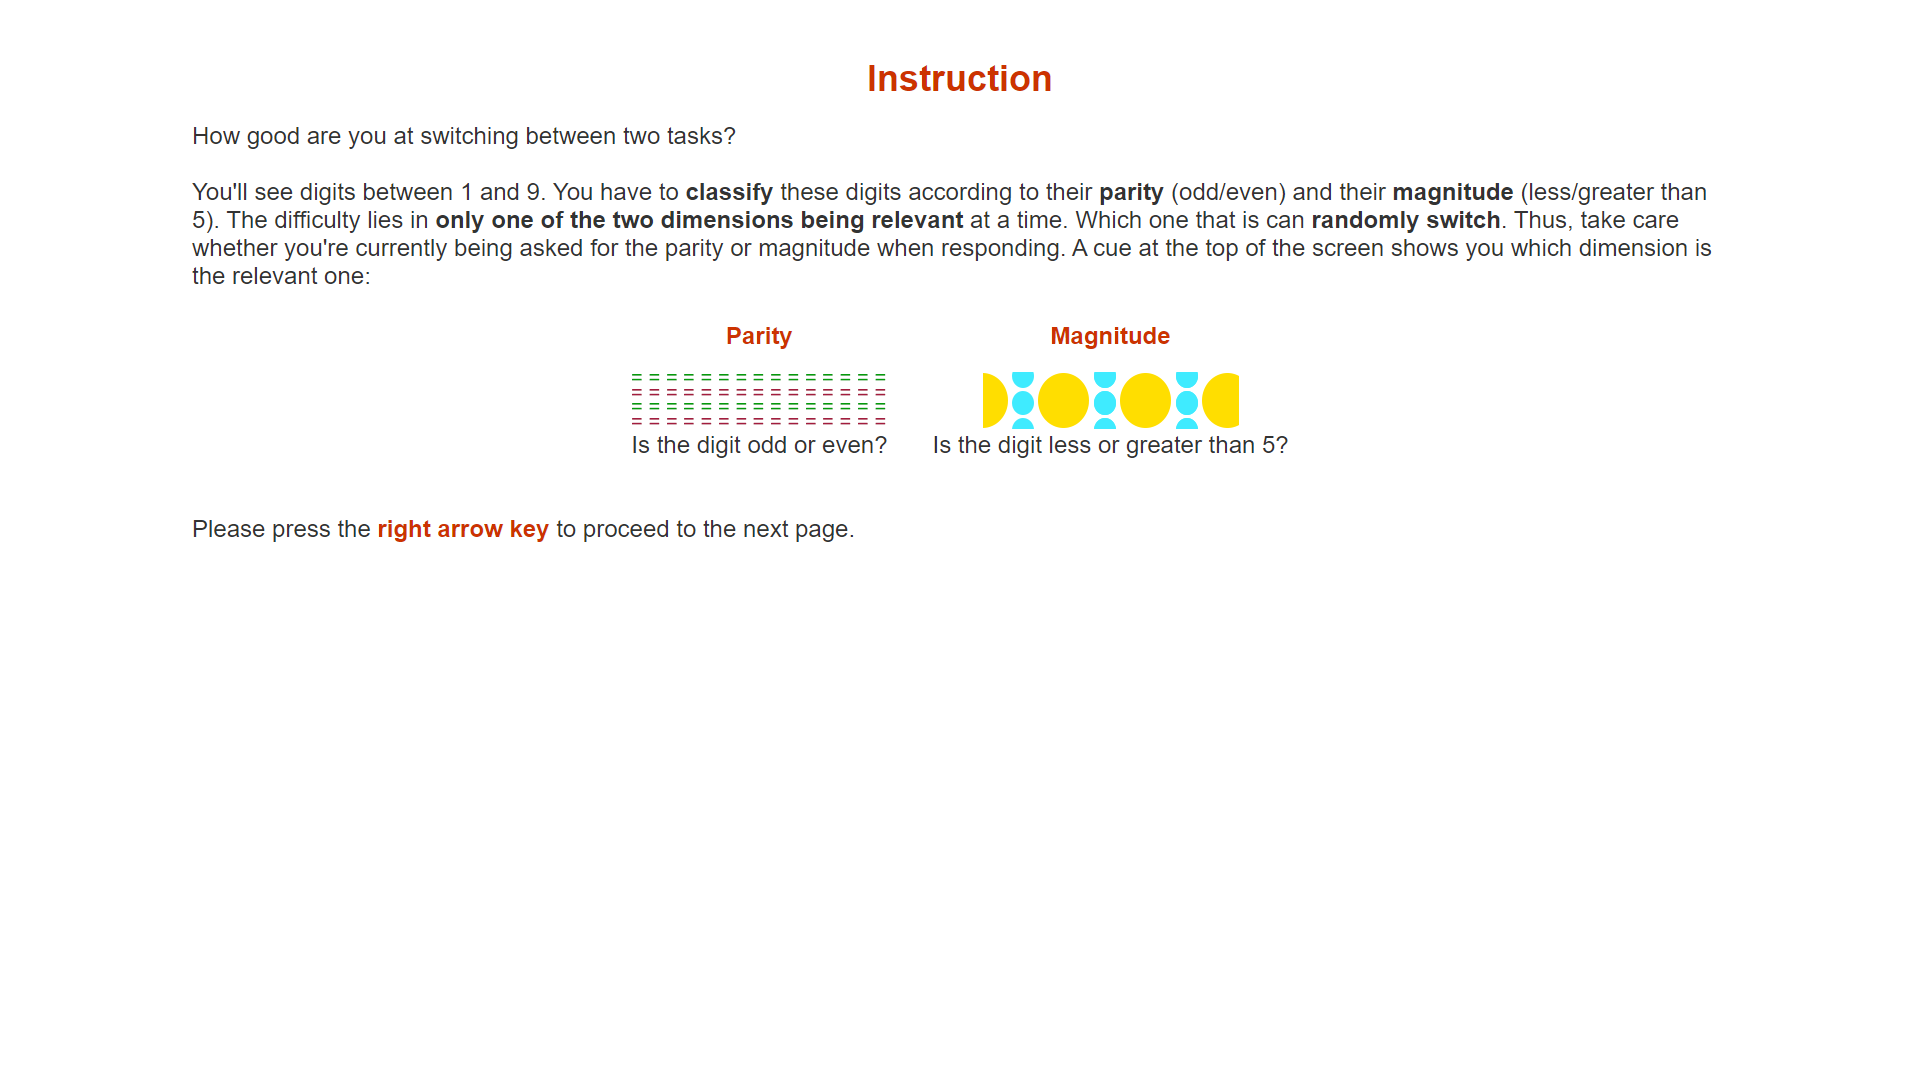 Instruction
How good are you at switching between two tasks?
You'll see digits between 1 and 9. You have to classify these digits according to their parity (odd/even) and their magnitude (less/greater than
5). The difficulty lies in only one of the two dimensions being relevant at a time. Which one that is can randomly switch. Thus, take care
whether you're currently being asked for the parity or magnitude when responding. A cue at the top of the screen shows you which dimension is
the relevant one:
Parity
Magnitude
Is the digit odd or even?
Is the digit less or greater than 5?
Please press the right arrow key to proceed to the next page.